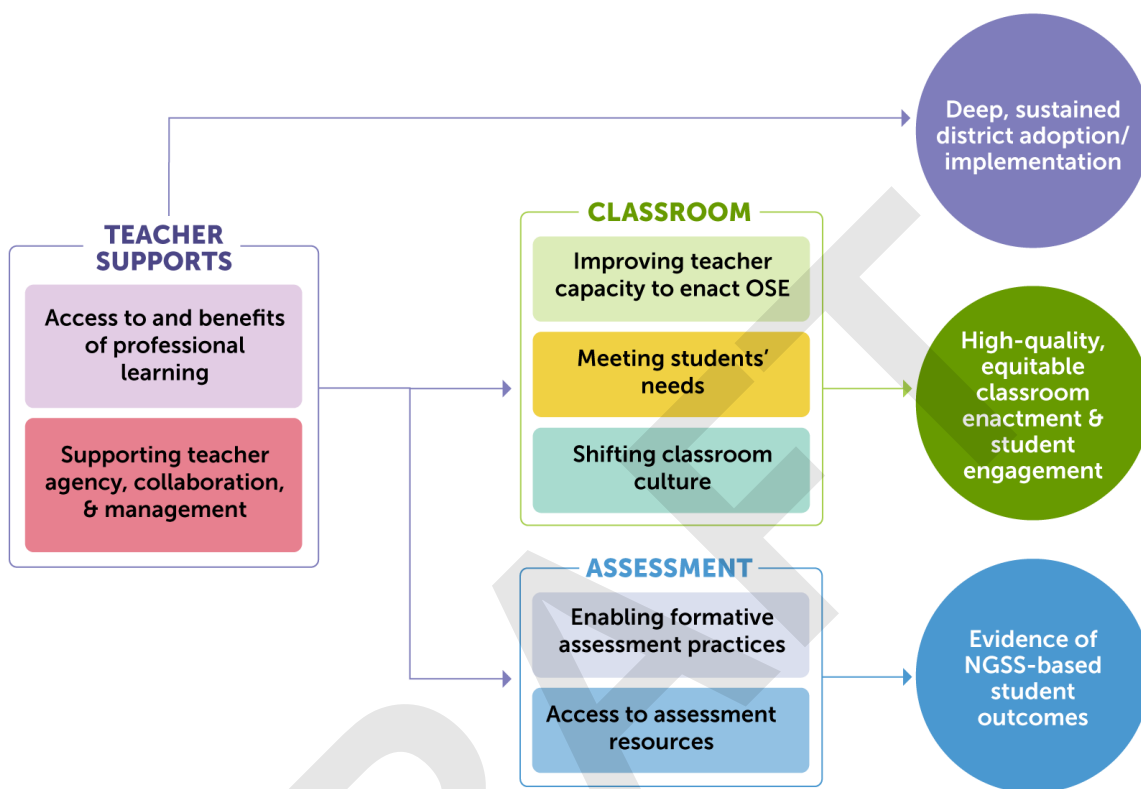 Deep, sustained
district adoption/
implementation
TEACHER
SUPPORTS
Access to and benefits
of professional
learning
Supporting teacher
agency, collaboration,
& management
CLASSROOM
Improving teacher
capacity to enact OSE
Meeting students’
needs
Shifting classroom
culture
High-quality,
equitable
classroom
enactment &
student
engagement
ASSESSMENT
Enabling formative
assessment practices
Access to assessment
resources
Evidence of
NGSS-based
student
outcomes
DRAFT